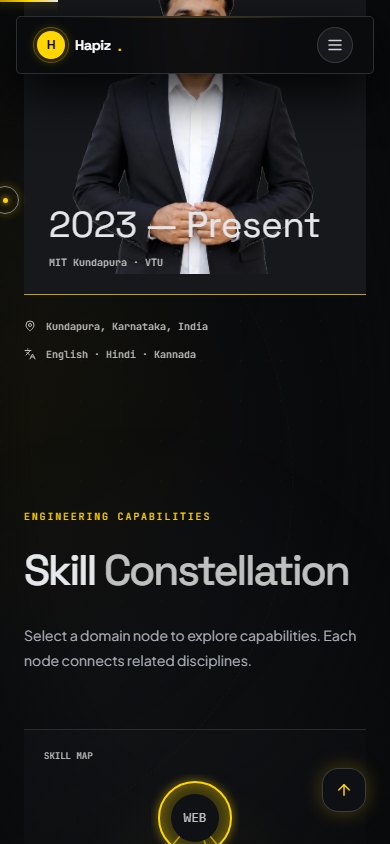 H
Hapiz .
2023 — Present
MIT Kundapura · VTU
Kundapura, Karnataka, India
English · Hindi · Kannada
ENGINEERING CAPABILITIES
Skill Constellation
Select a domain node to explore capabilities. Each
node connects related disciplines.
SKILL MAP
WEB